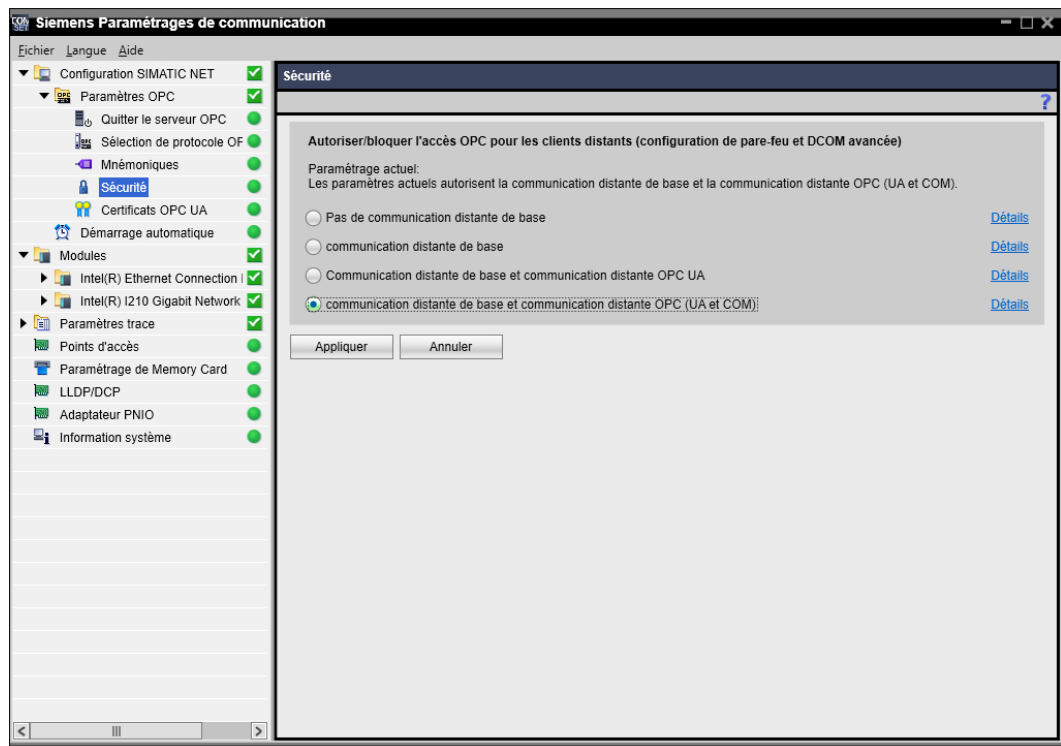 Siemens Paramétrages de communication
Fichier Langue Aide
Configuration SIMATIC NET
Paramètres OPC
Quitter le serveur OPC
Sélection de protocole OF
Mnémoniques
Sécurité
Certificats OPC UA
Démarrage automatique
Modules
Intel(R) Ethernet Connection I
Intel(R) I210 Gigabit Network
Paramètres trace
Points d'accès
Paramétrage de Memory Card
LLDP/DCP
Adaptateur PNIO
Information système
Sécurité
?
Autoriser/bloquer l'accès OPC pour les clients distants (configuration de pare-feu et DCOM avancée)
Paramétrage actuel:
Les paramètres actuels autorisent la communication distante de base et la communication distante OPC (UA et COM).
Pas de communication distante de base Détails
communication distante de base Détails
Communication distante de base et communication distante OPC UA Détails
communication distante de base et communication distante OPC (UA et COM) Détails
Appliquer Annuler